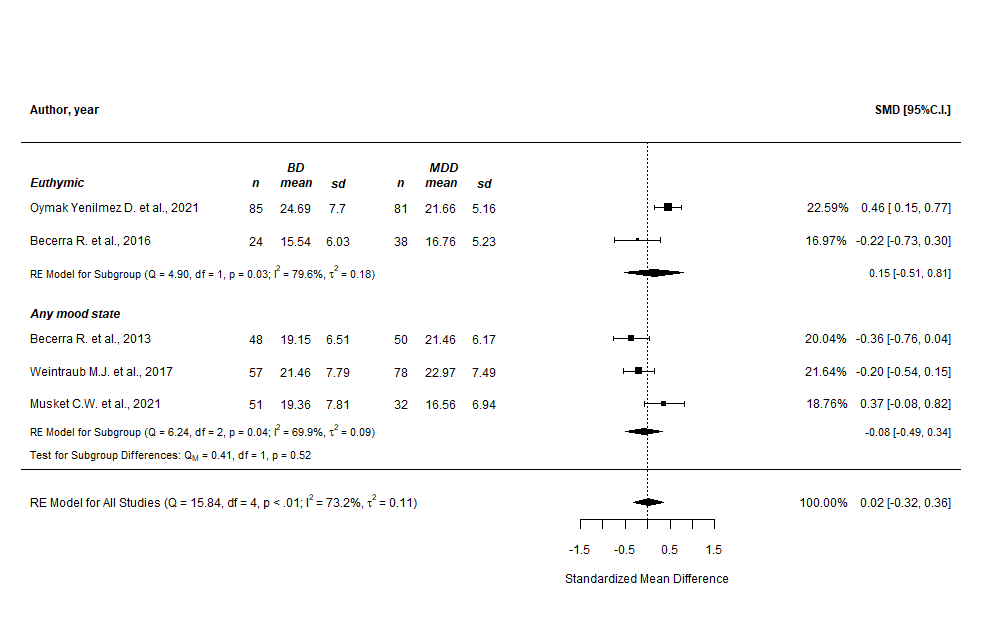 Author, year SMD [95%C.I.]
BD MDD
Euthymic n mean sd n mean sd
Oymak Yenilmez D. et al., 2021 85 24.69 7.7 81 21.66 5.16 22.59% 0.46 [ 0.15, 0.77]
Becerra R. et al., 2016 24 15.54 6.03 38 16.76 5.23 16.97% -0.22 [-0.73, 0.30]
RE Model for Subgroup (Q = 4.90, df = 1, p = 0.03; I² = 79.6%, τ² = 0.18) 0.15 [-0.51, 0.81]
Any mood state
Becerra R. et al., 2013 48 19.15 6.51 50 21.46 6.17 20.04% -0.36 [-0.76, 0.04]
Weintraub M.J. et al., 2017 57 21.46 7.79 78 22.97 7.49 21.64% -0.20 [-0.54, 0.15]
Musket C.W. et al., 2021 51 19.36 7.81 32 16.56 6.94 18.76% 0.37 [-0.08, 0.82]
RE Model for Subgroup (Q = 6.24, df = 2, p = 0.04; I² = 69.9%, τ² = 0.09) -0.08 [-0.49, 0.34]
Test for Subgroup Differences: Q_M = 0.41, df = 1, p = 0.52
RE Model for All Studies (Q = 15.84, df = 4, p < .01; I² = 73.2%, τ² = 0.11) 100.00% 0.02 [-0.32, 0.36]
-1.5 -0.5 0.5 1.5
Standardized Mean Difference